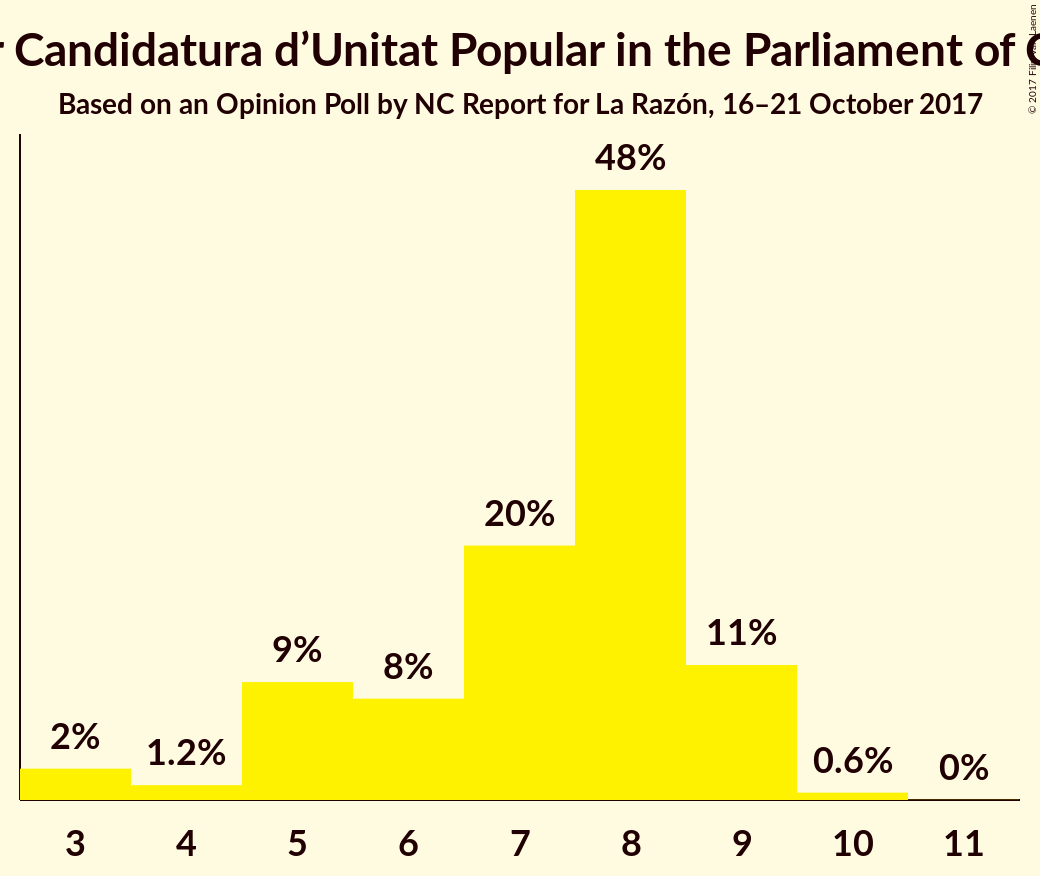 Candidatura d’Unitat Popular in the Parliament of
Based on an Opinion Poll by NC Report for La Razón, 16–21 October 2017
© 2017 Laenen
48%
20%
11%
9%
8%
2%
1.2%
0.6%
0%
3 4 5 6 7 8 9 10 11